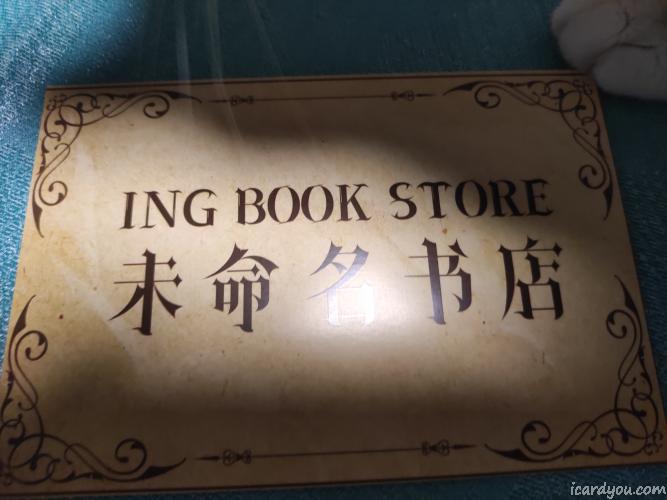 ING BOOK STORE
未命名书店
icardyou.com